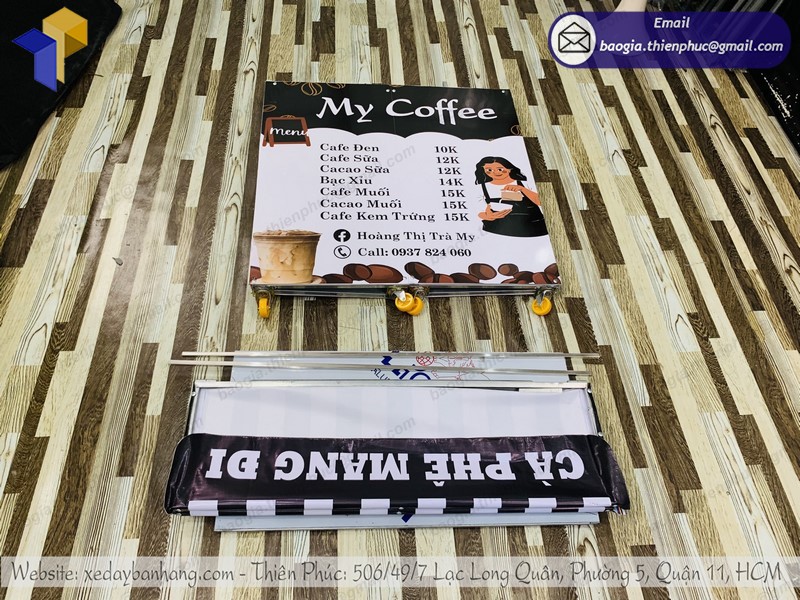 Email
baogia.thienphuc@gmail.com
My Coffee
menu
Cafe Đen 10K
Cafe Sữa 12K
Cacao Sữa 12K
Bạc Xỉu 14K
Cafe Muối 15K
Cacao Muối 15K
Cafe Kem Trứng 15K
Hoàng Thị Trà My
Call: 0937 824 060
CÀ PHÊ MANG ĐI
Website: xedaybanhang.com - Thiên Phúc: 506/49/7 Lạc Long Quân, Phường 5, Quận 11, HCM